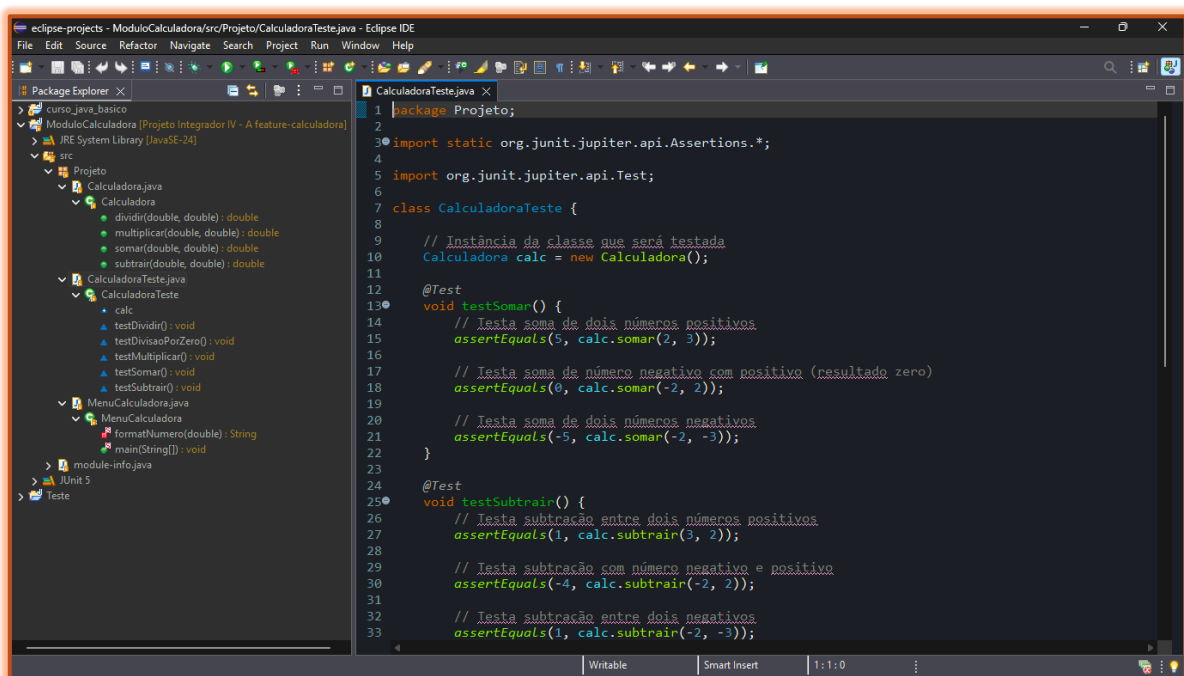 eclipse-projects - ModuloCalculadora/src/Projeto/CalculadoraTeste.java - Eclipse IDE
File Edit Source Refactor Navigate Search Project Run Window Help
Package Explorer
curso_java_basico
ModuloCalculadora [Projeto Integrador IV - A feature-calculadora]
JRE System Library [JavaSE-24]
src
Projeto
Calculadora.java
Calculadora
dividir(double, double) : double
multiplicar(double, double) : double
somar(double, double) : double
subtrair(double, double) : double
CalculadoraTeste.java
CalculadoraTeste
calc
testDividir() : void
testDivisaoPorZero() : void
testMultiplicar() : void
testSomar() : void
testSubtrair() : void
MenuCalculadora.java
MenuCalculadora
formatNumero(double) : String
main(String[]) : void
module-info.java
JUnit 5
Teste
CalculadoraTeste.java
1 package Projeto;
2
3 import static org.junit.jupiter.api.Assertions.*;
4
5 import org.junit.jupiter.api.Test;
6
7 class CalculadoraTeste {
8
9 // Instância da classe que será testada
10 Calculadora calc = new Calculadora();
11
12 @Test
13 void testSomar() {
14 // Testa soma de dois números positivos
15 assertEquals(5, calc.somar(2, 3));
16
17 // Testa soma de número negativo com positivo (resultado zero)
18 assertEquals(0, calc.somar(-2, 2));
19
20 // Testa soma de dois números negativos
21 assertEquals(-5, calc.somar(-2, -3));
22 }
23
24 @Test
25 void testSubtrair() {
26 // Testa subtração entre dois números positivos
27 assertEquals(1, calc.subtrair(3, 2));
28
29 // Testa subtração com número negativo e positivo
30 assertEquals(-4, calc.subtrair(-2, 2));
31
32 // Testa subtração entre dois negativos
33 assertEquals(1, calc.subtrair(-2, -3));
Writable Smart Insert 1 : 1 : 0